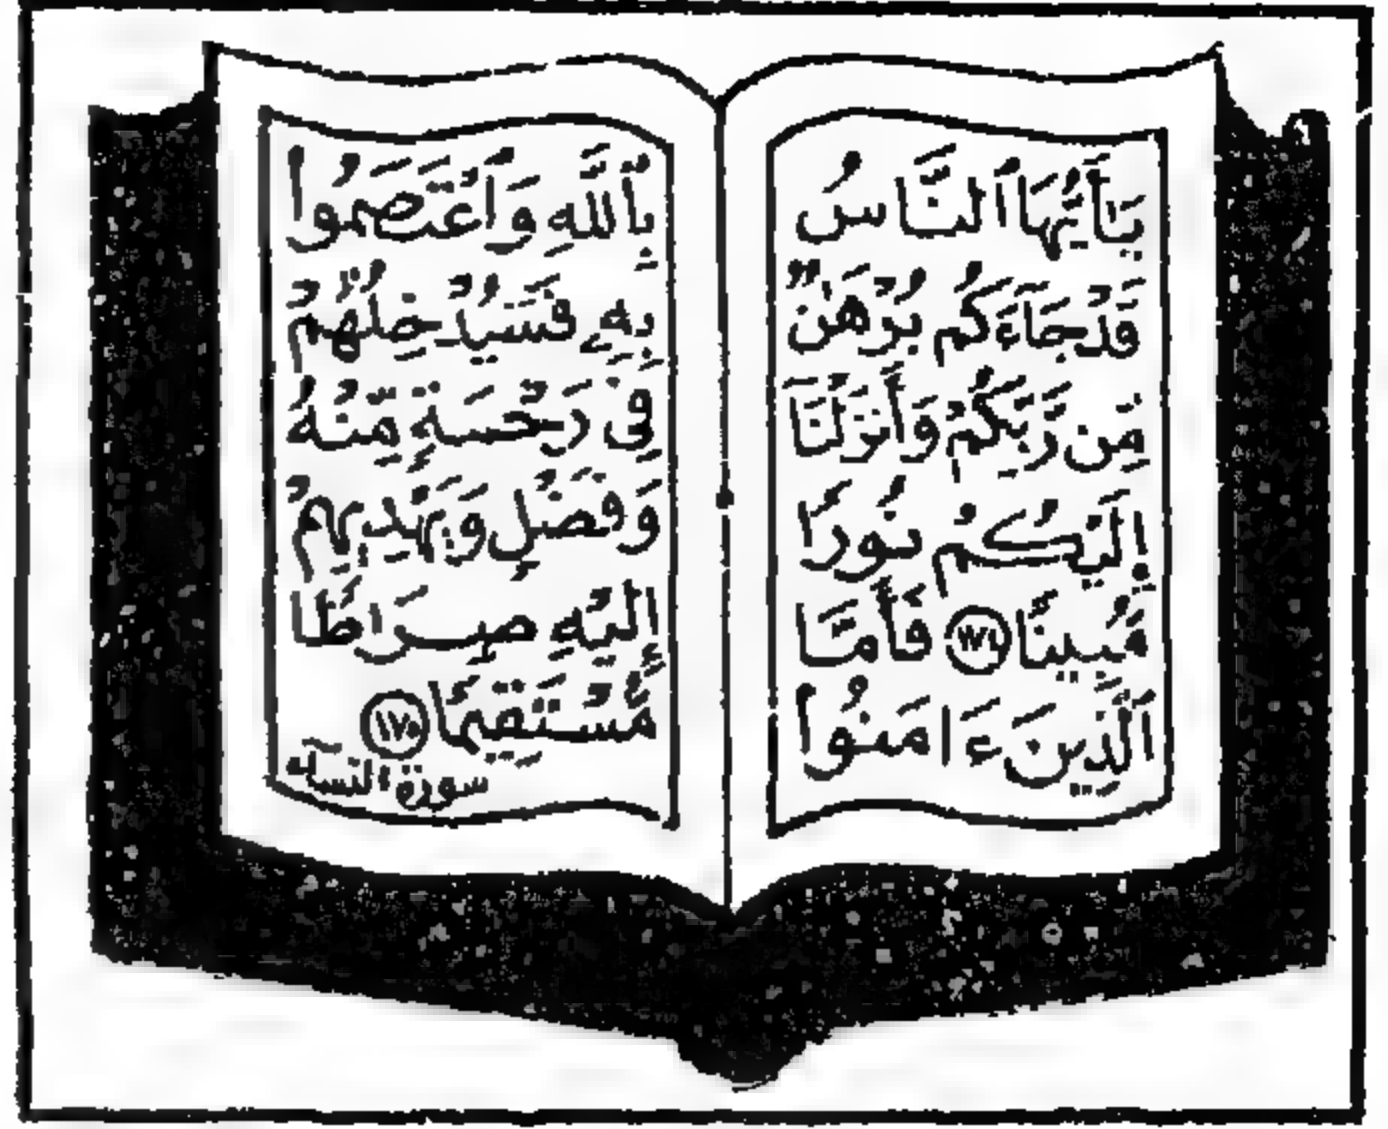 يَٰٓأَيُّهَا ٱلنَّاسُ
قَدْ جَآءَكُم بُرْهَٰنٌ
مِّن رَّبِّكُمْ وَأَنزَلْنَآ
إِلَيْكُمْ نُورًا
مُّبِينًا ١٧٤ فَأَمَّا
ٱلَّذِينَ ءَامَنُوا
بِٱللَّهِ وَٱعْتَصَمُوا
بِهِۦ فَسَيُدْخِلُهُمْ
فِى رَحْمَةٍ مِّنْهُ
وَفَضْلٍ وَيَهْدِيهِمْ
إِلَيْهِ صِرَاطًا
مُّسْتَقِيمًا ١٧٥
سورة النساء